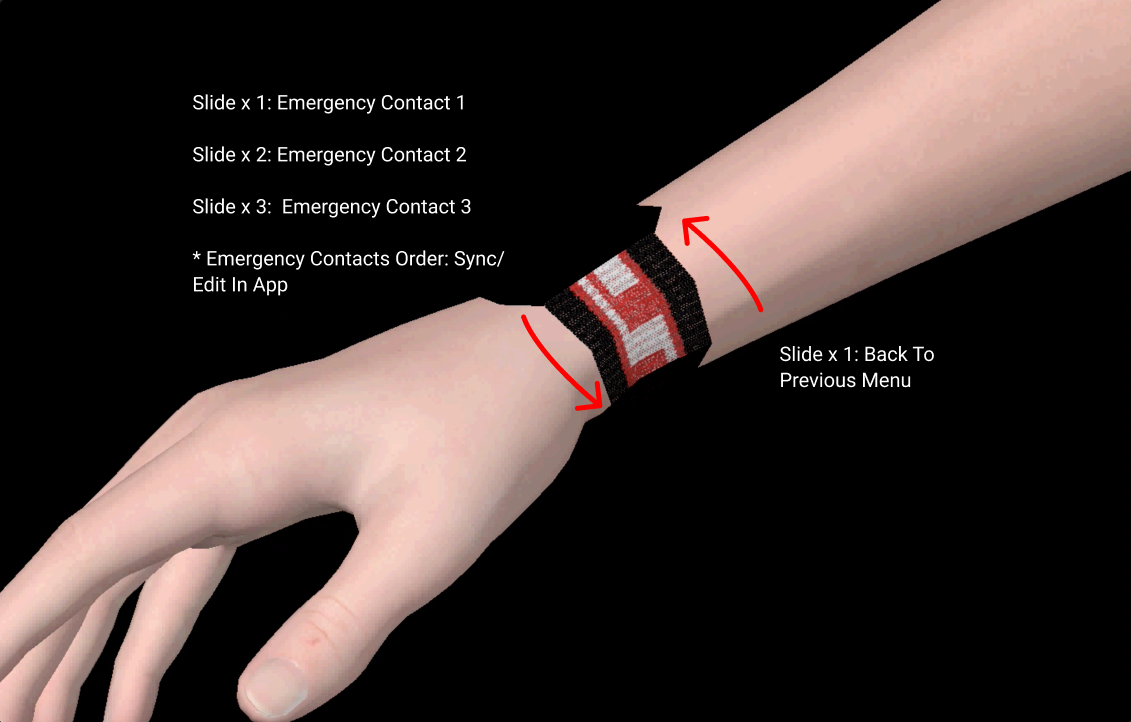 Slide x 1: Emergency Contact 1
Slide x 2: Emergency Contact 2
Slide x 3:  Emergency Contact 3
* Emergency Contacts Order: Sync/
Edit In App
Slide x 1: Back To
Previous Menu